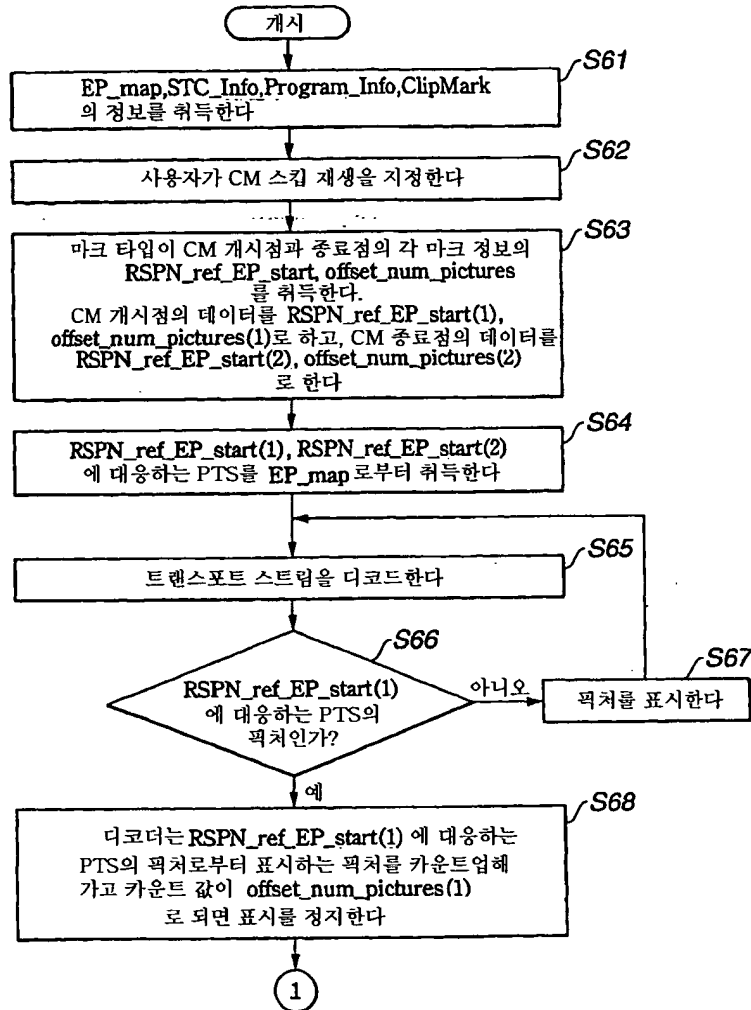 개시
S61
EP_map,STC_Info,Program_Info,ClipMark
의 정보를 취득한다
S62
사용자가 CM 스킵 재생을 지정한다
S63
마크 타입이 CM 개시점과 종료점의 각 마크 정보의
RSPN_ref_EP_start, offset_num_pictures
를 취득한다.
CM 개시점의 데이터를 RSPN_ref_EP_start(1),
offset_num_pictures(1)로 하고, CM 종료점의 데이터를
RSPN_ref_EP_start(2), offset_num_pictures(2)
로 한다
S64
RSPN_ref_EP_start(1), RSPN_ref_EP_start(2)
에 대응하는 PTS를 EP_map로부터 취득한다
S65
트랜스포트 스트림을 디코드한다
S66
RSPN_ref_EP_start(1)
에 대응하는 PTS의
픽처인가?
아니오
S67
픽처를 표시한다
예
S68
디코더는 RSPN_ref_EP_start(1) 에 대응하는
PTS의 픽처로부터 표시하는 픽처를 카운트업해
가고 카운트 값이 offset_num_pictures(1)
로 되면 표시를 정지한다
1